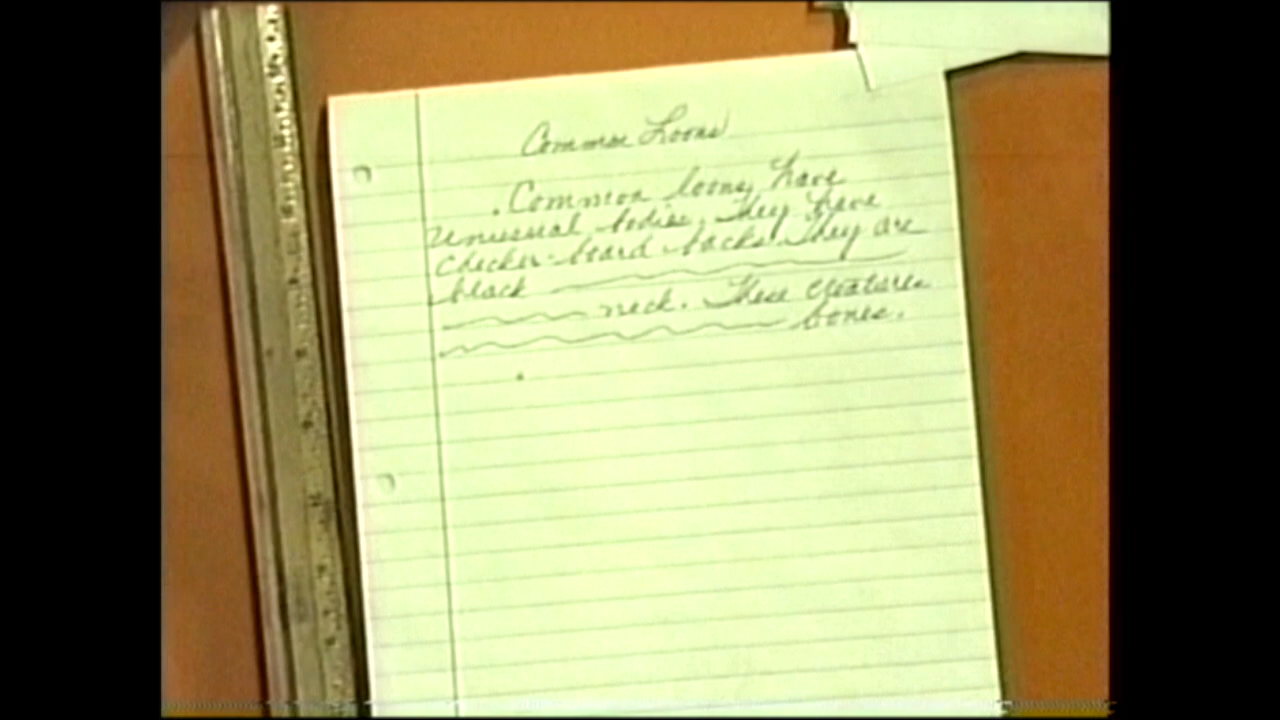 Common Loons
. Common loons have
unusual bodies. They have
checker-board backs. They are
black
neck. These creatures
bones.